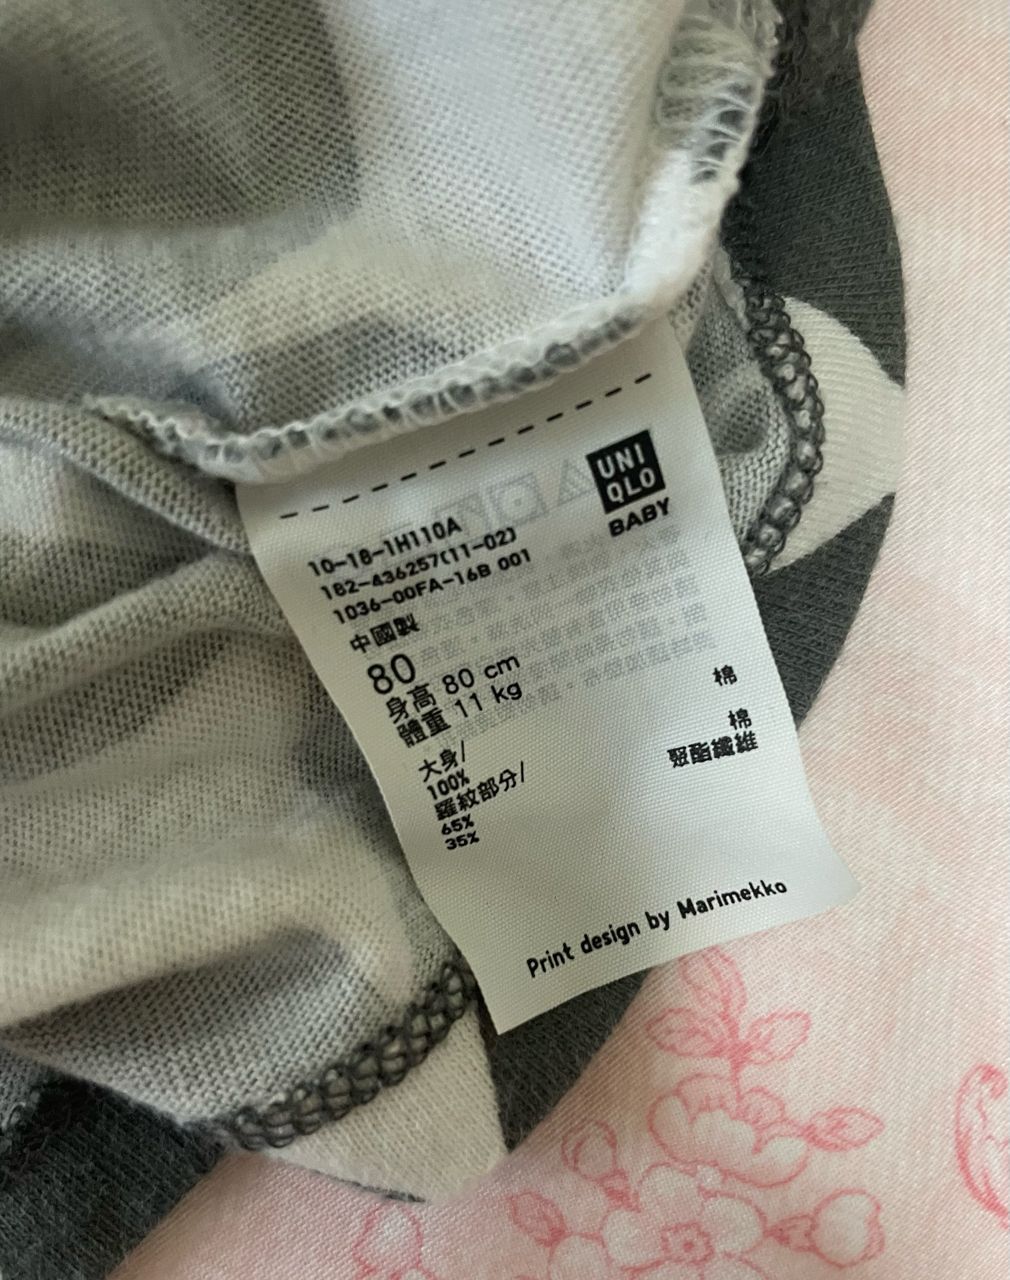 UNI
QLO
BABY
10-18-1H110A
182-436257(11-02)
1036-00FA-16B 001
中國製
80
身高 80 cm
體重 11 kg
大身/
100% 棉
羅紋部分/
65% 棉
35% 聚酯纖維
Print design by Marimekko